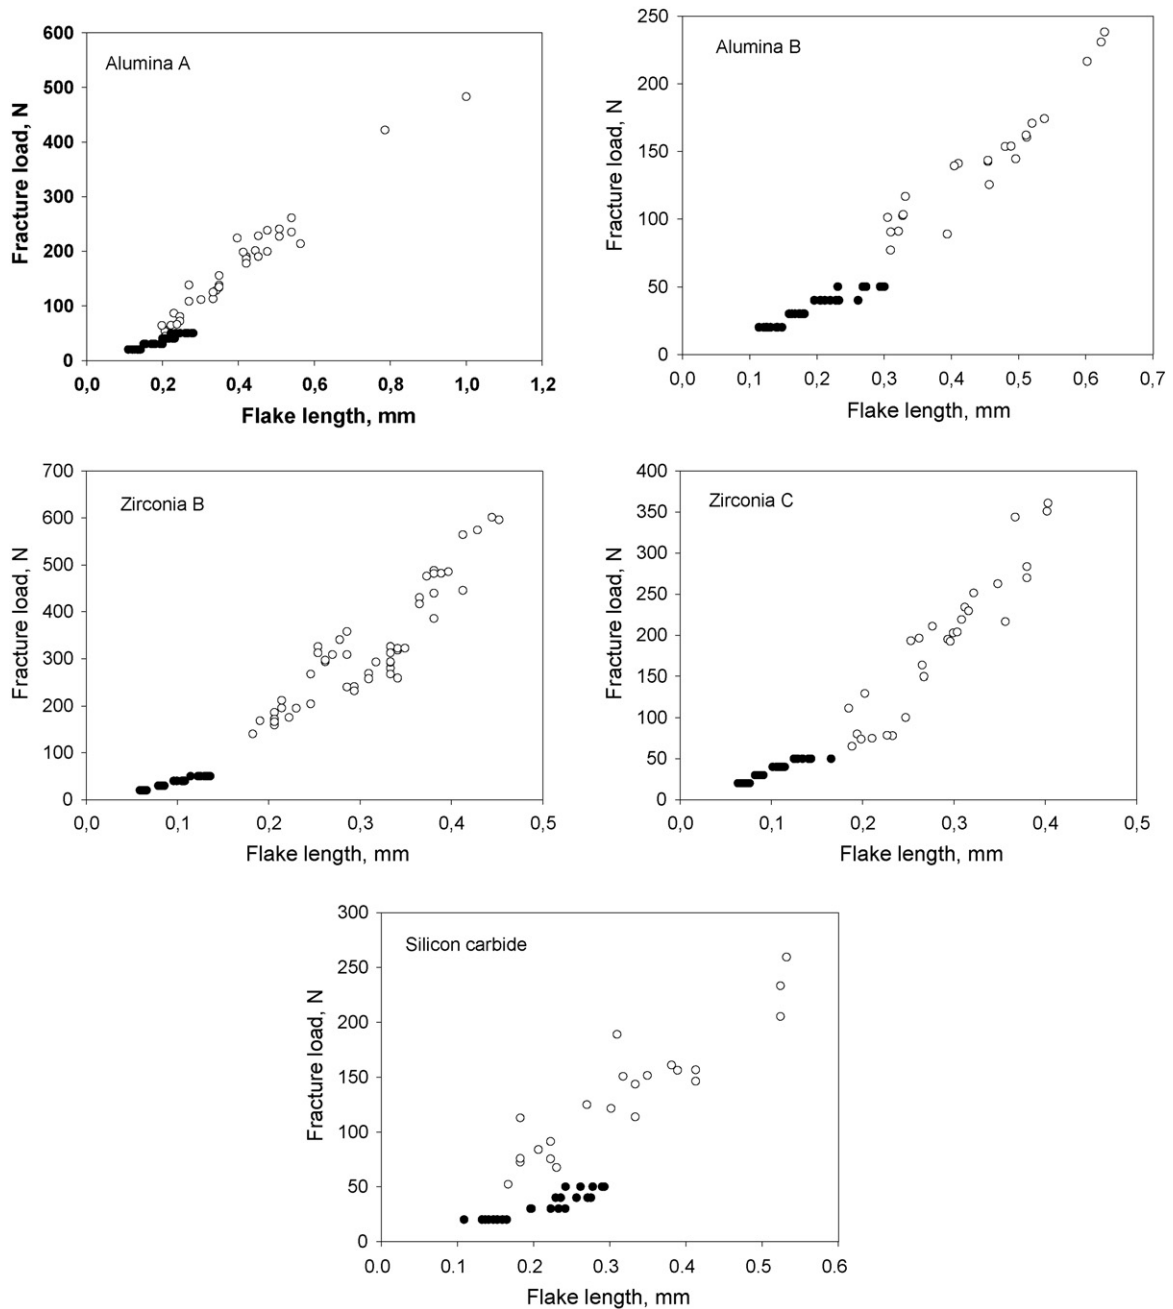 Alumina A
Fracture load, N
600
500
400
300
200
100
0
0,0 0,2 0,4 0,6 0,8 1,0 1,2
Flake length, mm
Alumina B
Fracture load, N
250
200
150
100
50
0
0,0 0,1 0,2 0,3 0,4 0,5 0,6 0,7
Flake length, mm
Zirconia B
Fracture load, N
700
600
500
400
300
200
100
0
0,0 0,1 0,2 0,3 0,4 0,5
Flake length, mm
Zirconia C
Fracture load, N
400
350
300
250
200
150
100
50
0
0,0 0,1 0,2 0,3 0,4 0,5
Flake length, mm
Silicon carbide
Fracture load, N
300
250
200
150
100
50
0
0.0 0.1 0.2 0.3 0.4 0.5 0.6
Flake length, mm